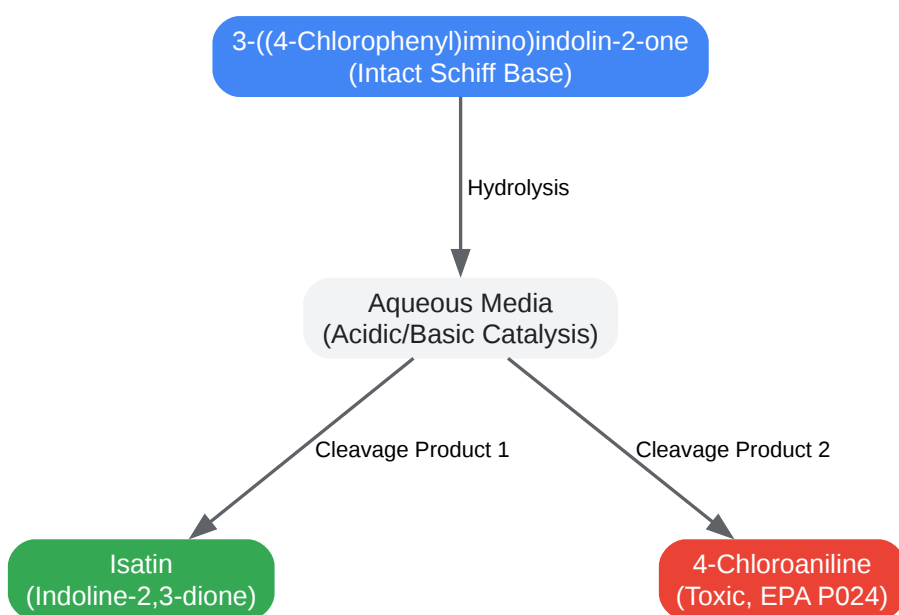 3-((4-Chlorophenyl)imino)indolin-2-one
(Intact Schiff Base)
Hydrolysis
Aqueous Media
(Acidic/Basic Catalysis)
Cleavage Product 1
Cleavage Product 2
Isatin
(Indoline-2,3-dione)
4-Chloroaniline
(Toxic, EPA P024)